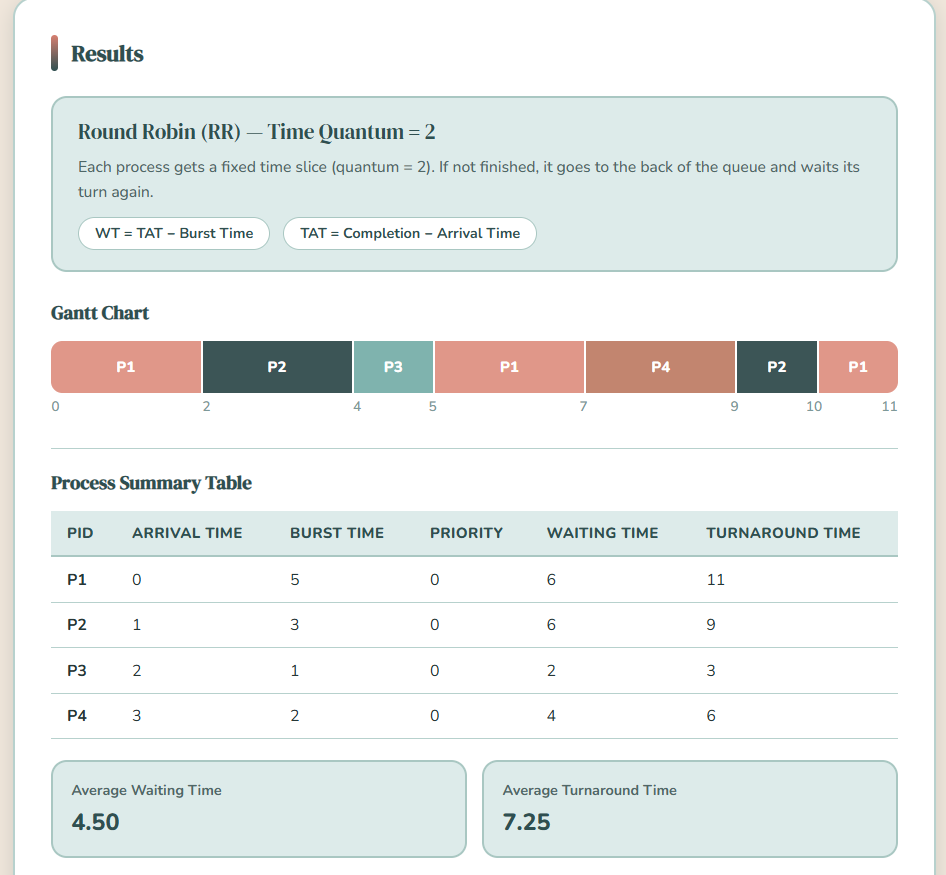 Results
Round Robin (RR) — Time Quantum = 2
Each process gets a fixed time slice (quantum = 2). If not finished, it goes to the back of the queue and waits its
turn again.
WT = TAT − Burst Time TAT = Completion − Arrival Time
Gantt Chart
P1 P2 P3 P1 P4 P2 P1
0 2 4 5 7 9 10 11
Process Summary Table
PID ARRIVAL TIME BURST TIME PRIORITY WAITING TIME TURNAROUND TIME
P1 0 5 0 6 11
P2 1 3 0 6 9
P3 2 1 0 2 3
P4 3 2 0 4 6
Average Waiting Time Average Turnaround Time
4.50 7.25